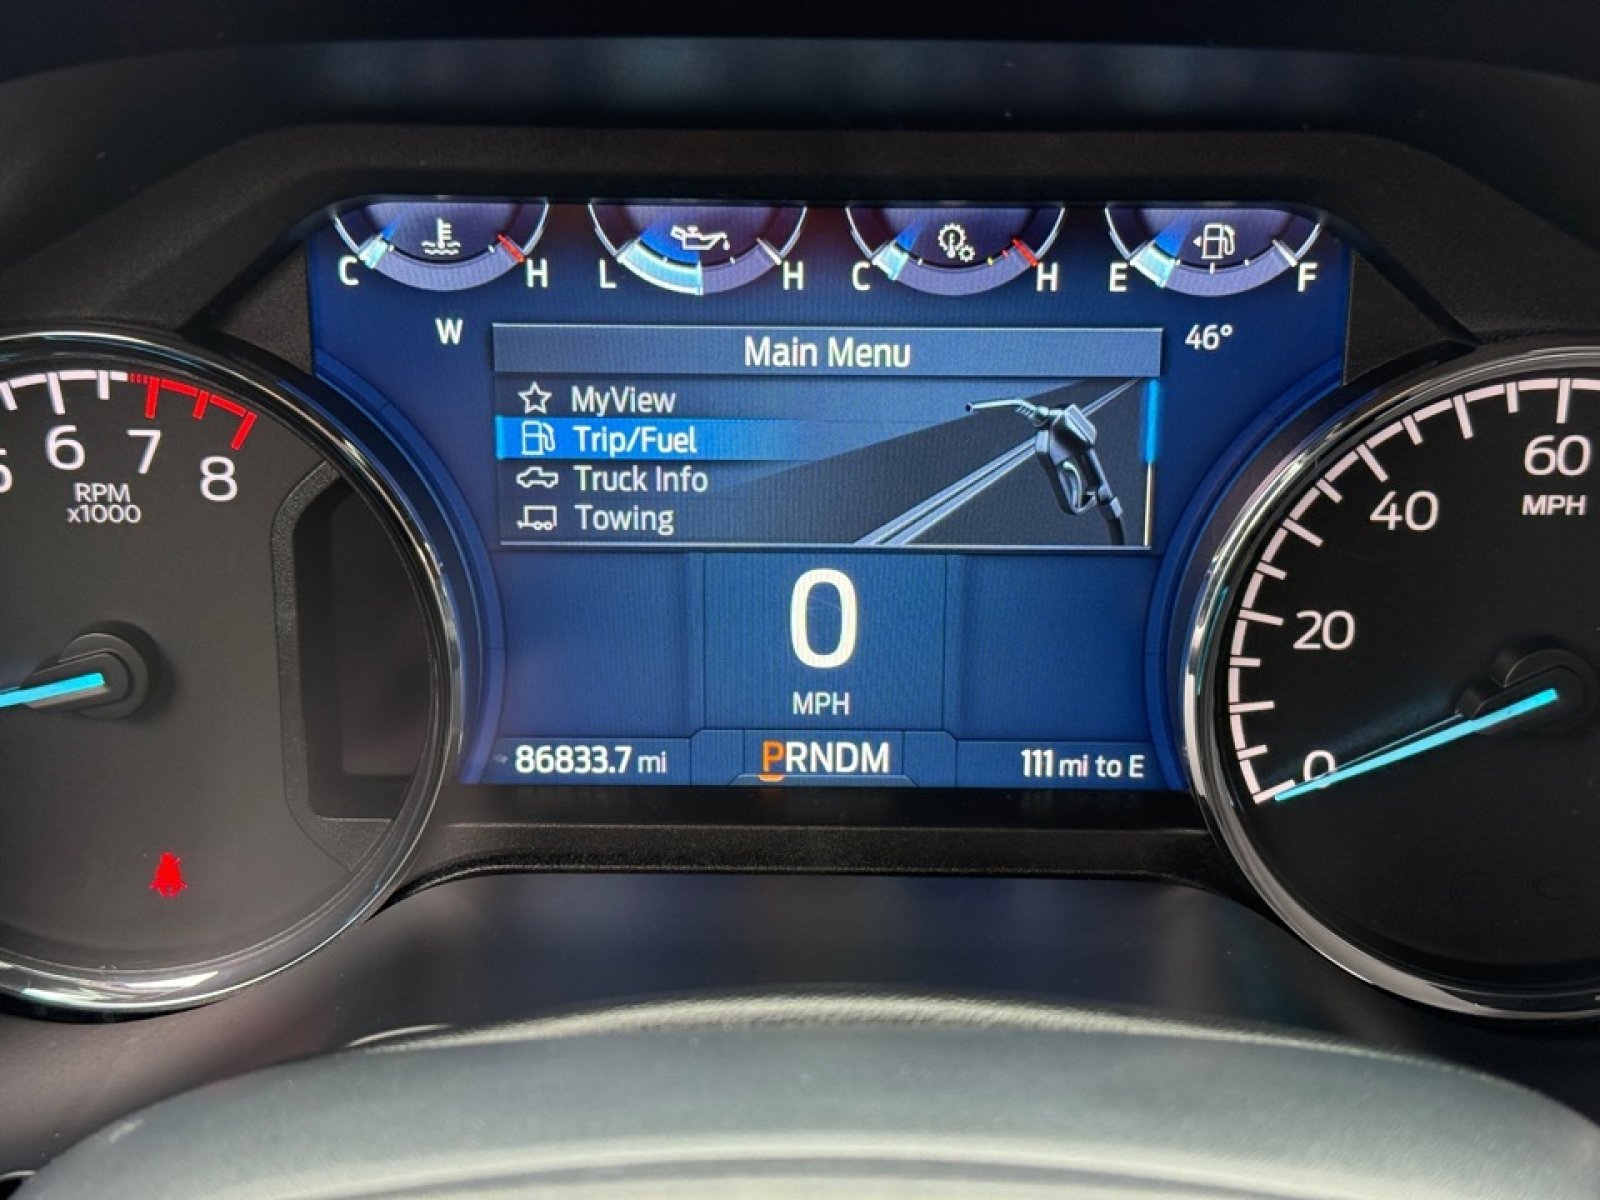 C H L H C H E F
W 46°
Main Menu
MyView
Trip/Fuel
Truck Info
Towing
6 7 8
RPM
x1000
0
MPH
86833.7 mi PRNDM 111 mi to E
0 20 40 60
MPH